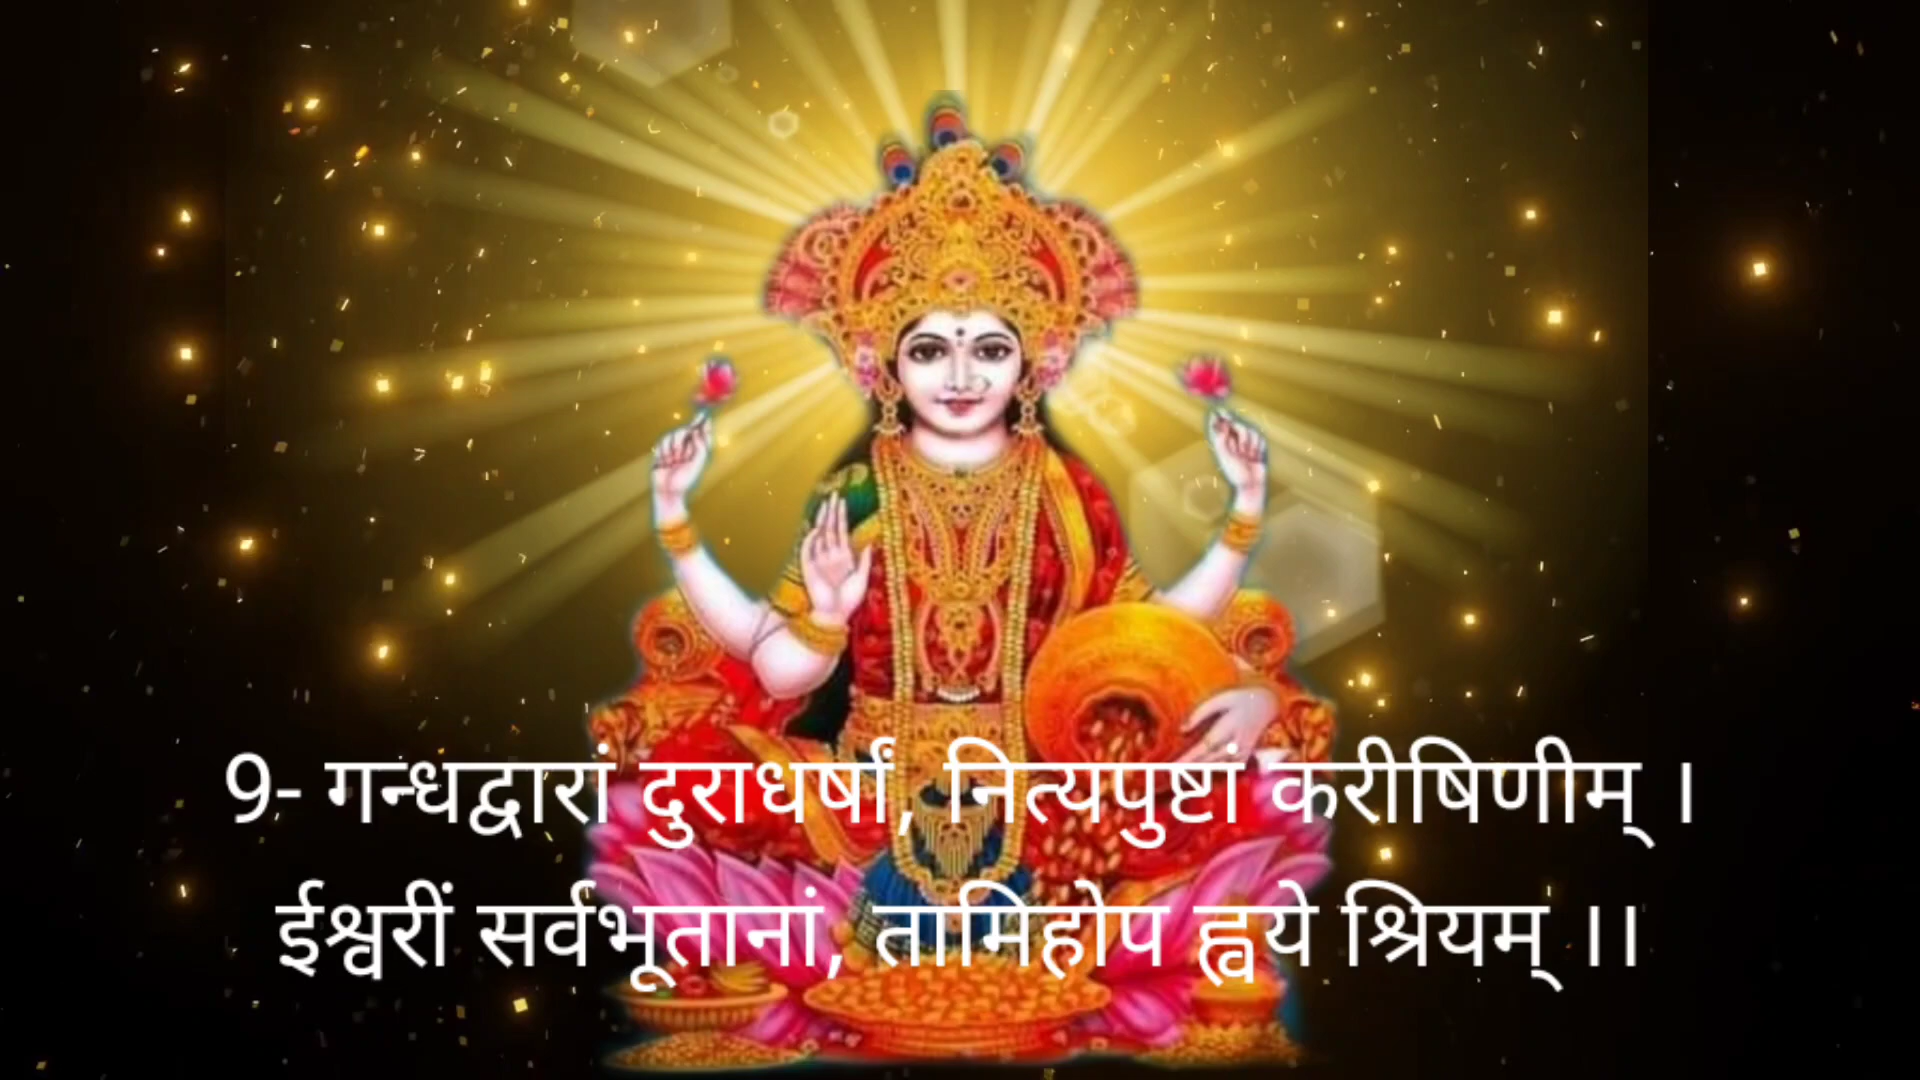 9- गन्धद्वारां दुराधर्षां, नित्यपुष्टां करीषिणीम् ।
ईश्वरीं सर्वभूतानां, तामिहोप ह्वये श्रियम् ।।